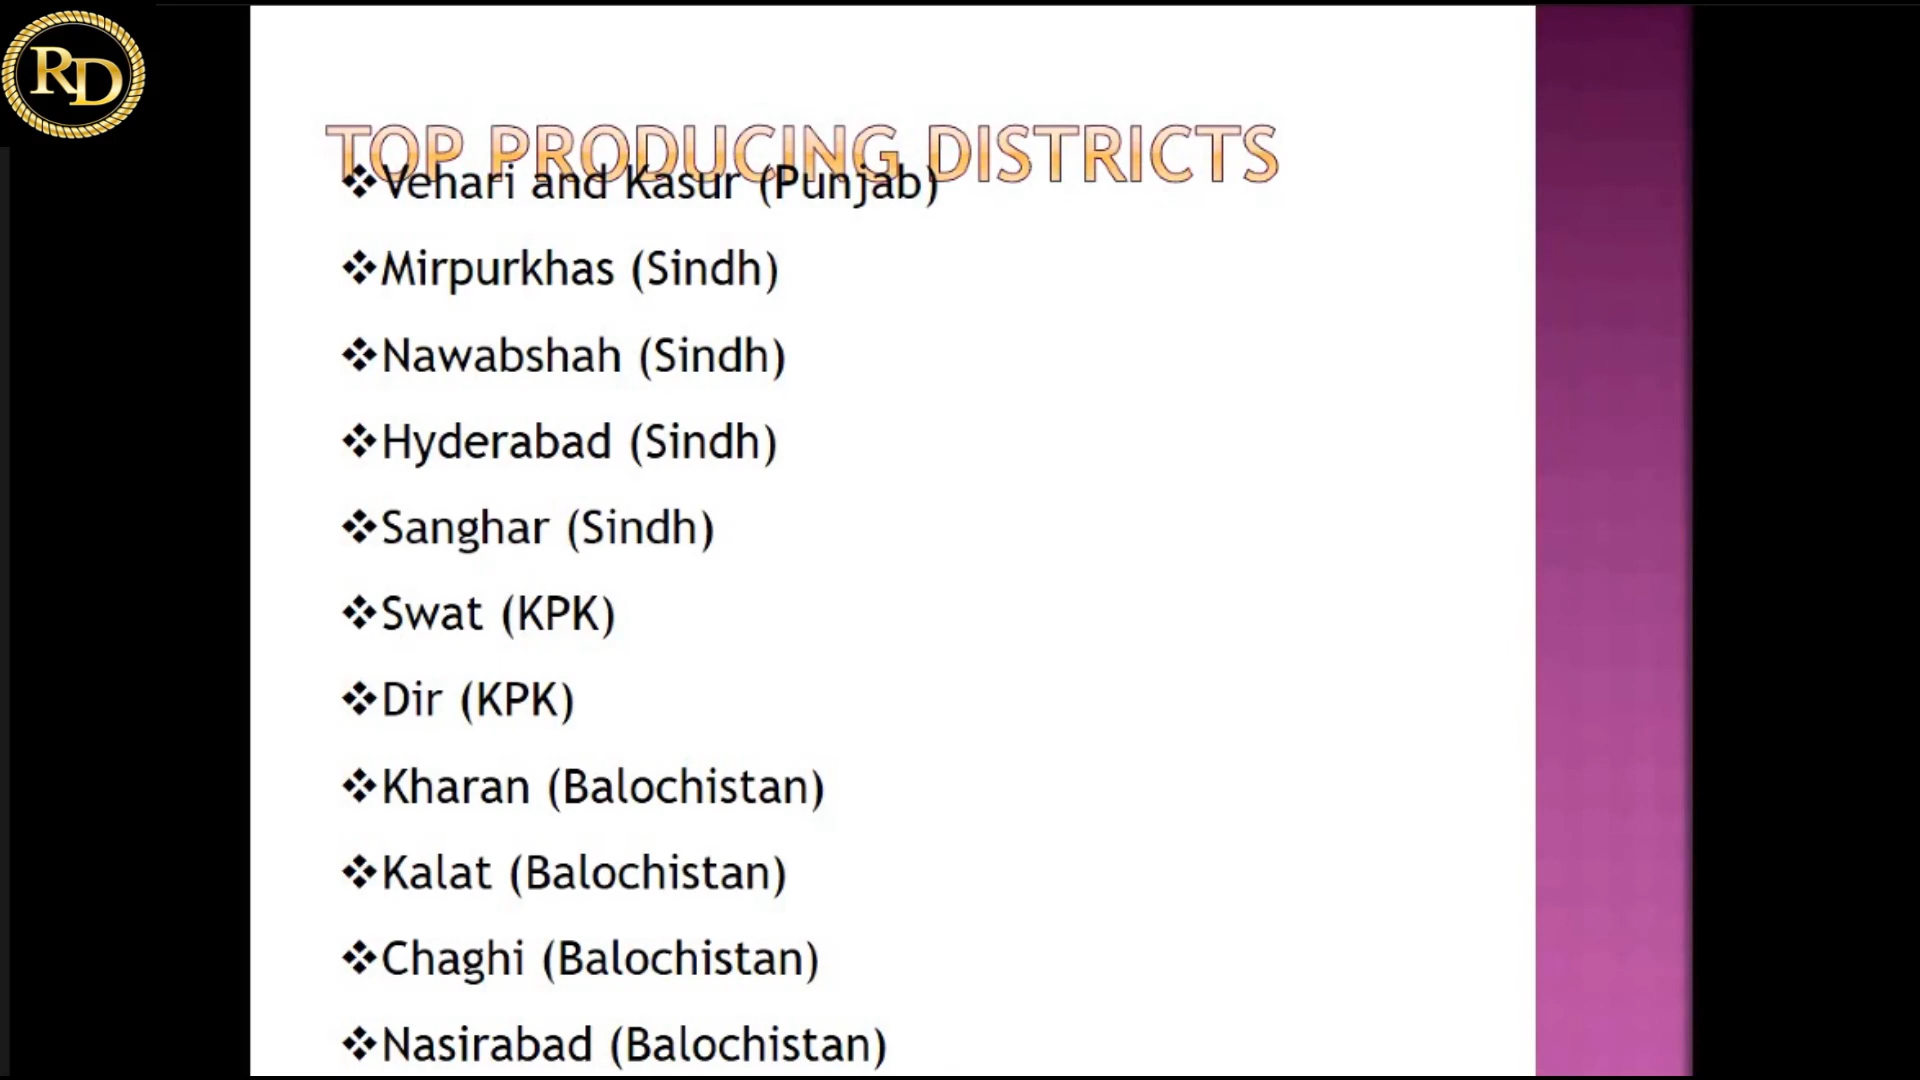 RD
TOP PRODUCING DISTRICTS
❖Vehari and Kasur (Punjab)
❖Mirpurkhas (Sindh)
❖Nawabshah (Sindh)
❖Hyderabad (Sindh)
❖Sanghar (Sindh)
❖Swat (KPK)
❖Dir (KPK)
❖Kharan (Balochistan)
❖Kalat (Balochistan)
❖Chaghi (Balochistan)
❖Nasirabad (Balochistan)